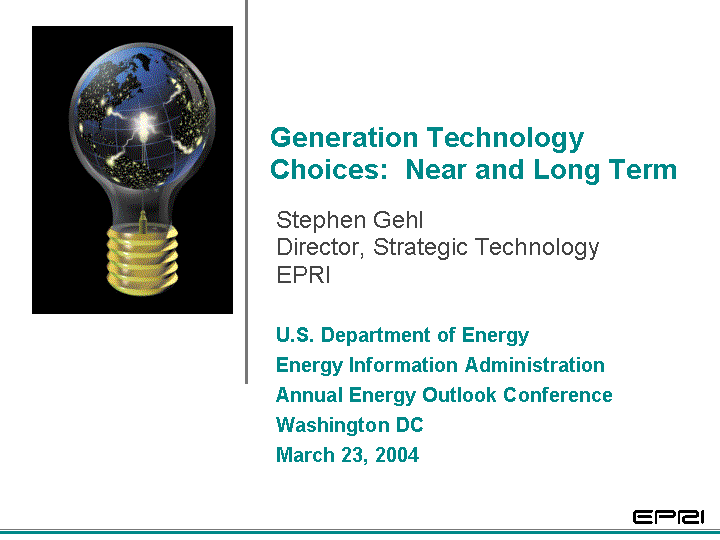 Generation Technology
Choices:  Near and Long Term
Stephen Gehl
Director, Strategic Technology
EPRI
U.S. Department of Energy
Energy Information Administration
Annual Energy Outlook Conference
Washington DC
March 23, 2004
EPRI